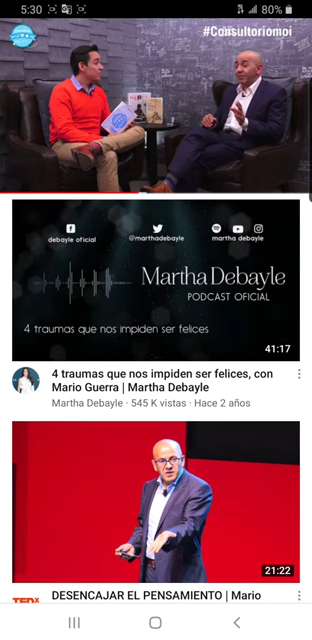 5:30
80%
#Consultoriomoi
debayle oficial
@marthadebayle
martha debayle
Martha Debayle
PODCAST OFICIAL
4 traumas que nos impiden ser felices
41:17
4 traumas que nos impiden ser felices, con
Mario Guerra | Martha Debayle
Martha Debayle · 545 K vistas · Hace 2 años
21:22
TEDx
DESENCAJAR EL PENSAMIENTO | Mario